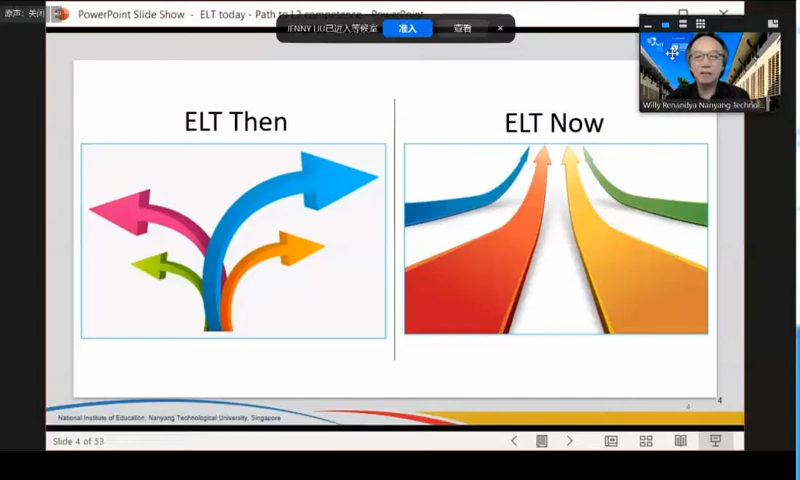 原声：关闭
PowerPoint Slide Show - ELT today - Path to L2 competence - PowerPoint
JENNY LIU已进入等候室
准入
查看
Willy Renandya Nanyang Technol...
ELT Then
ELT Now
National Institute of Education, Nanyang Technological University, Singapore
4
4
Slide 4 of 53